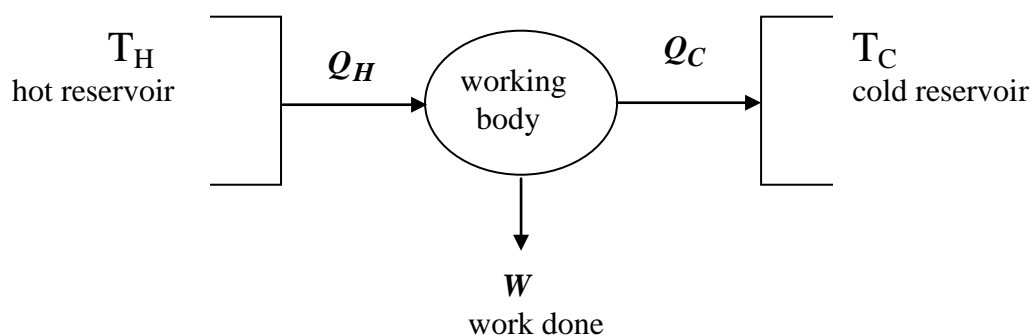 T_H
hot reservoir
Q_H
working
body
Q_C
T_C
cold reservoir
W
work done